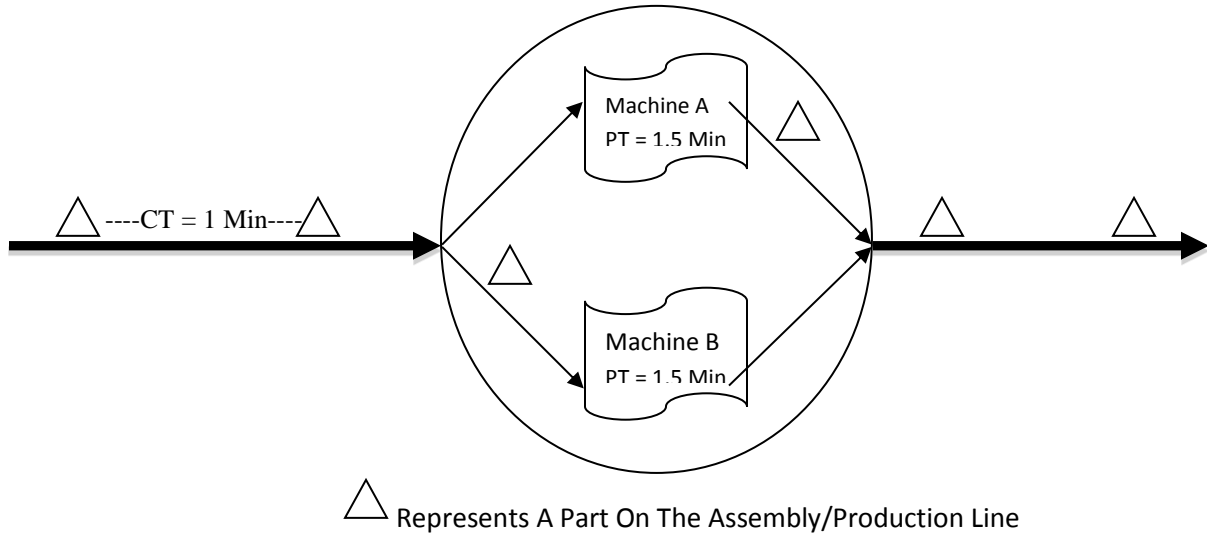 Machine A
PT = 1.5 Min
----CT = 1 Min----
Machine B
PT = 1.5 Min
Represents A Part On The Assembly/Production Line